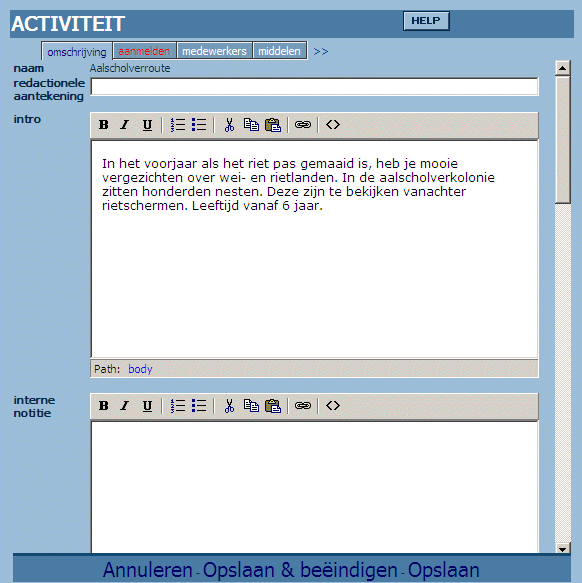 ACTIVITEIT HELP
omschrijving aanmelden medewerkers middelen >>
naam Aalscholverroute
redactionele
aantekening
intro B I U <>
In het voorjaar als het riet pas gemaaid is, heb je mooie
vergezichten over wei- en rietlanden. In de aalscholverkolonie
zitten honderden nesten. Deze zijn te bekijken vanachter
rietschermen. Leeftijd vanaf 6 jaar.
Path: body
interne
notitie B I U <>
Annuleren - Opslaan & beëindigen - Opslaan